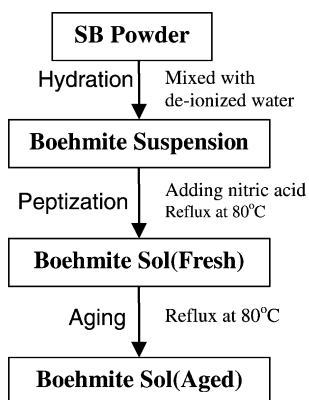 SB Powder
Hydration
Mixed with
de-ionized water
Boehmite Suspension
Peptization
Adding nitric acid
Reflux at 80°C
Boehmite Sol(Fresh)
Aging
Reflux at 80°C
Boehmite Sol(Aged)